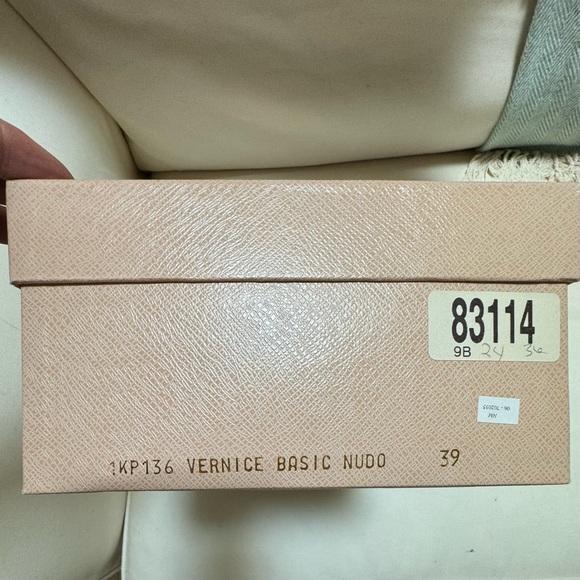 83114
9B 24 36
1KP136 VERNICE BASIC NUDO 39